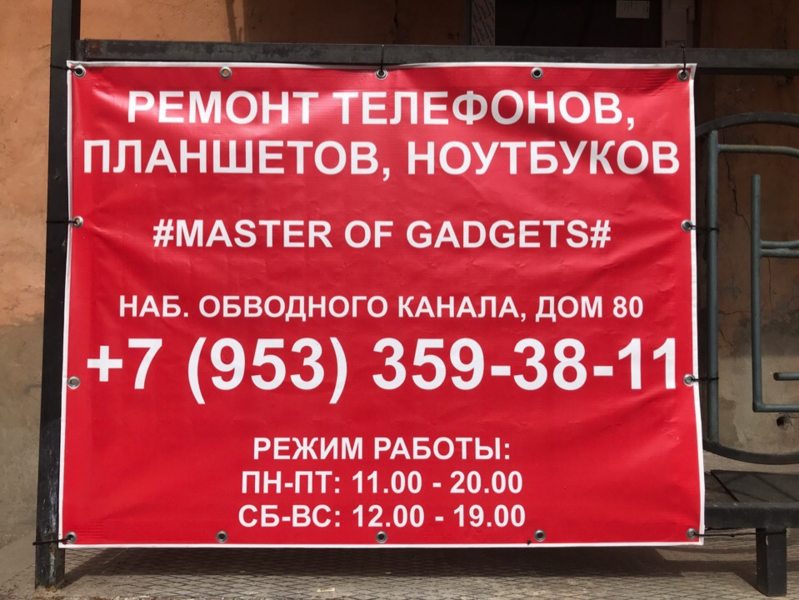 РЕМОНТ ТЕЛЕФОНОВ,
ПЛАНШЕТОВ, НОУТБУКОВ
#MASTER OF GADGETS#
НАБ. ОБВОДНОГО КАНАЛА, ДОМ 80
+7 (953) 359-38-11
РЕЖИМ РАБОТЫ:
ПН-ПТ: 11.00 - 20.00
СБ-ВС: 12.00 - 19.00